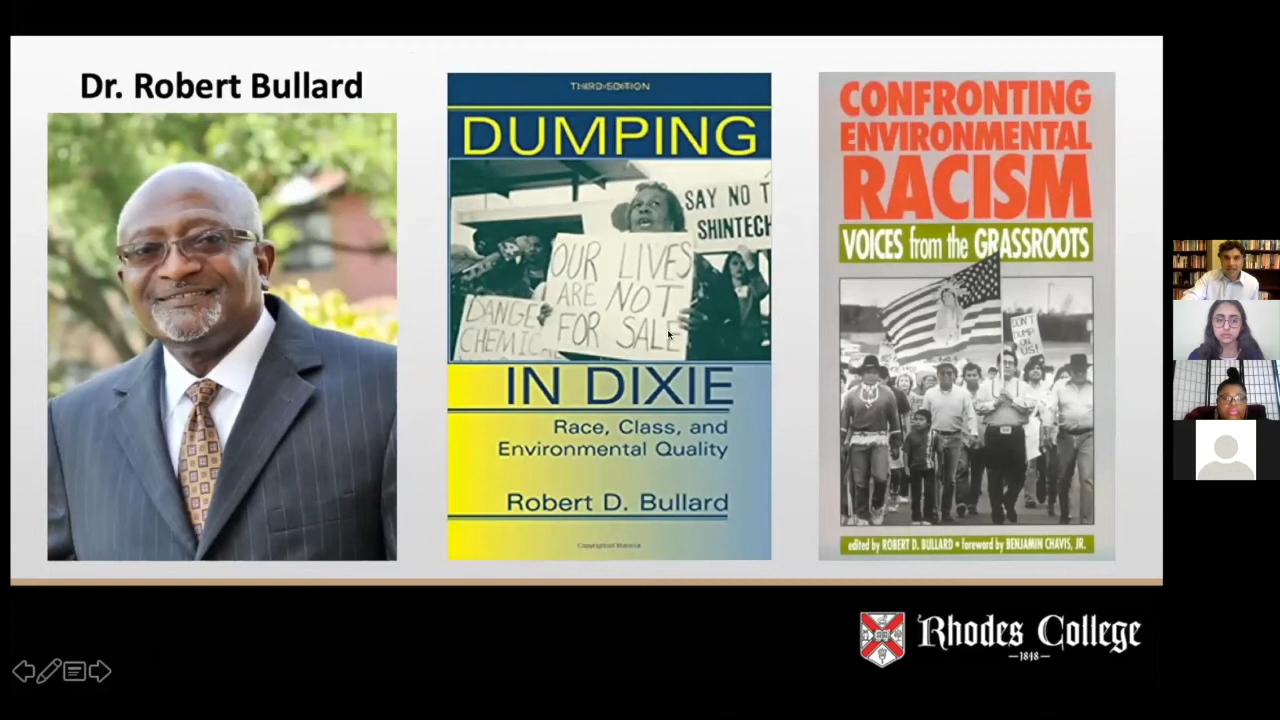 Dr. Robert Bullard
THIRD EDITION
DUMPING
SAY NO T
SHINTECH
OUR LIVES
ARE NOT
FOR SALE
DANGE
CHEMIC
IN DIXIE
Race, Class, and
Environmental Quality
Robert D. Bullard
Copyrighted Material
CONFRONTING
ENVIRONMENTAL
RACISM
VOICES from the GRASSROOTS
DON'T
DUMP
ON
US!
edited by ROBERT D. BULLARD • foreword by BENJAMIN CHAVIS, JR.
Rhodes College
—1848—